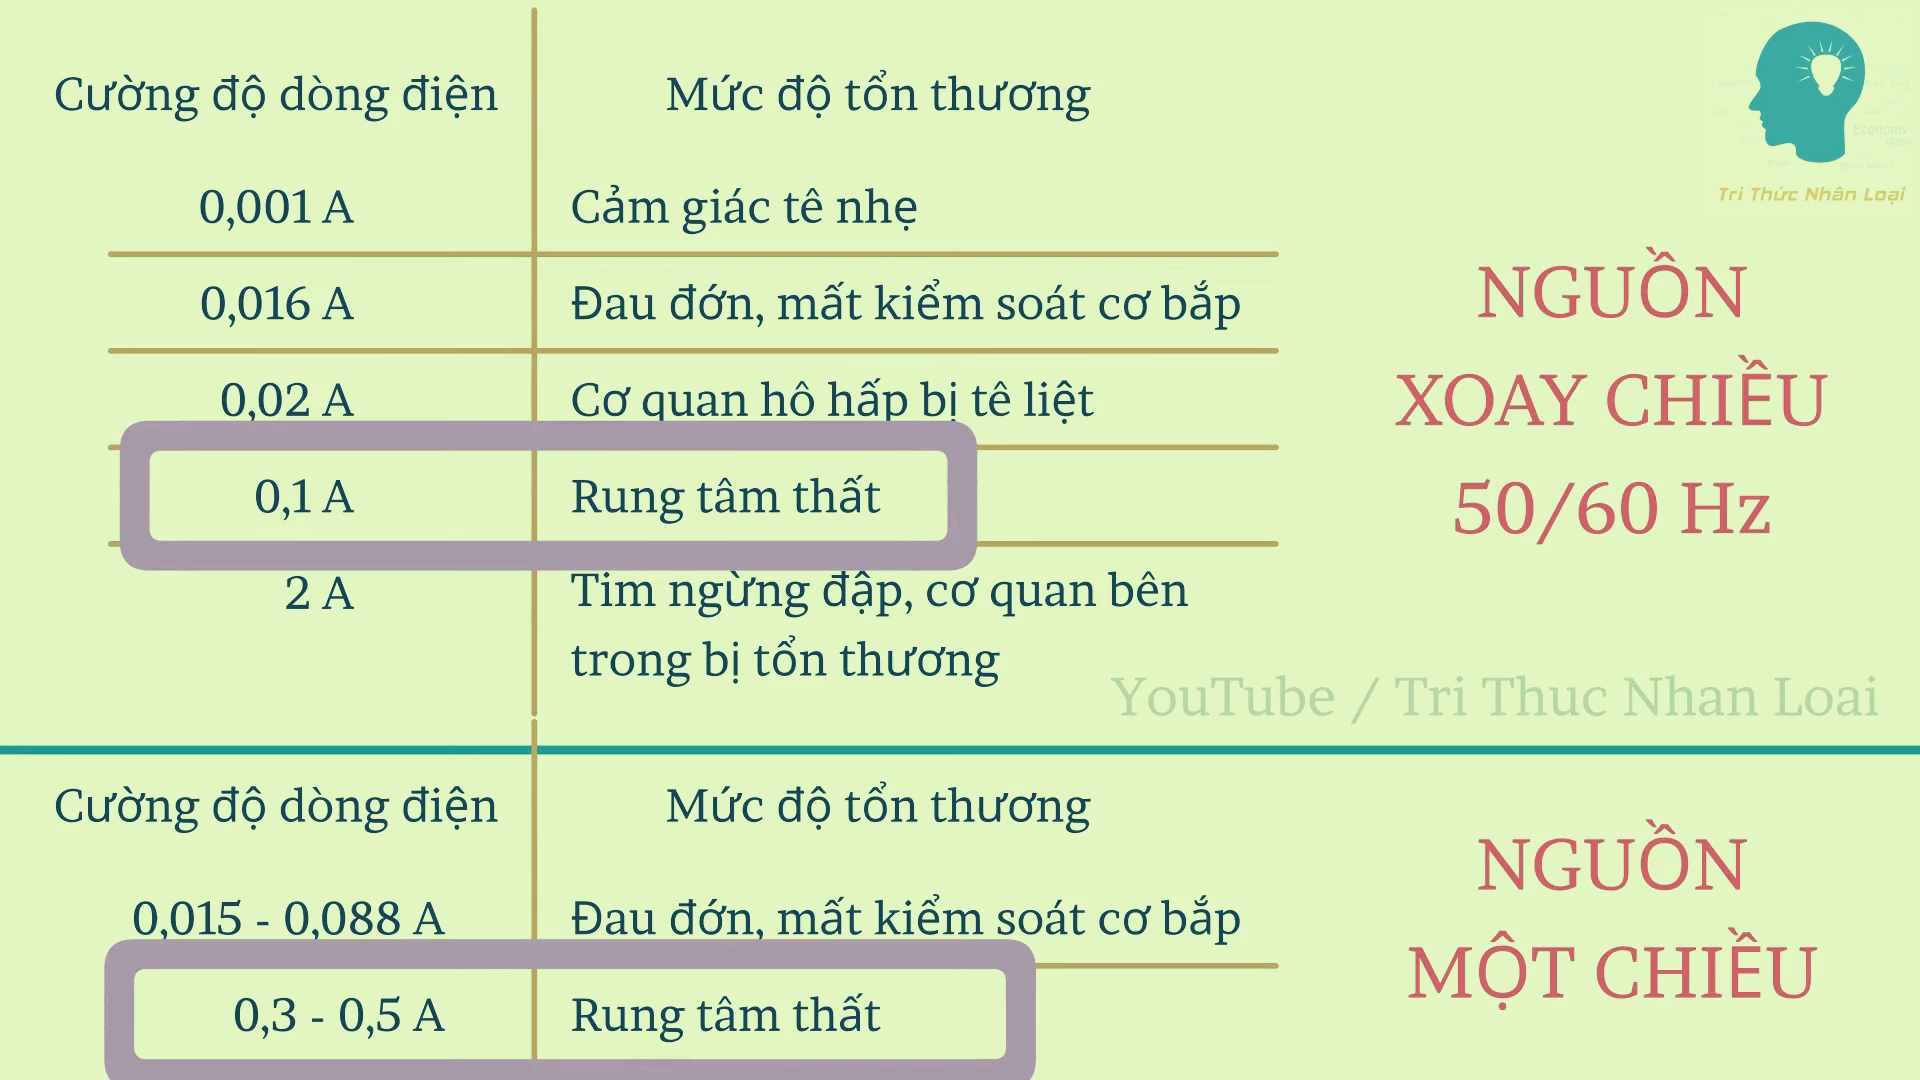 Cường độ dòng điện Mức độ tổn thương
0,001 A Cảm giác tê nhẹ
0,016 A Đau đớn, mất kiểm soát cơ bắp
0,02 A Cơ quan hô hấp bị tê liệt
0,1 A Rung tâm thất
2 A Tim ngừng đập, cơ quan bên
trong bị tổn thương
NGUỒN
XOAY CHIỀU
50/60 Hz
Tri Thức Nhân Loại
Economy
YouTube / Tri Thuc Nhan Loai
Cường độ dòng điện Mức độ tổn thương
0,015 - 0,088 A Đau đớn, mất kiểm soát cơ bắp
0,3 - 0,5 A Rung tâm thất
NGUỒN
MỘT CHIỀU